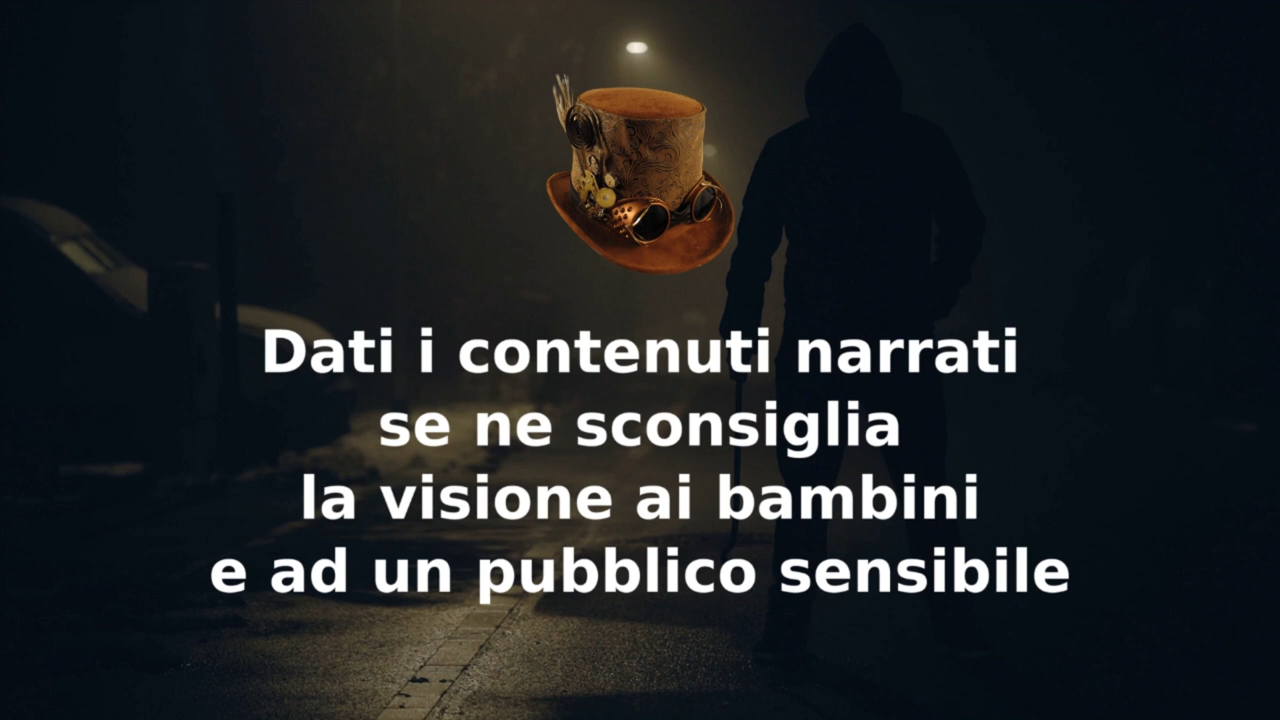 Dati i contenuti narrati
se ne sconsiglia
la visione ai bambini
e ad un pubblico sensibile